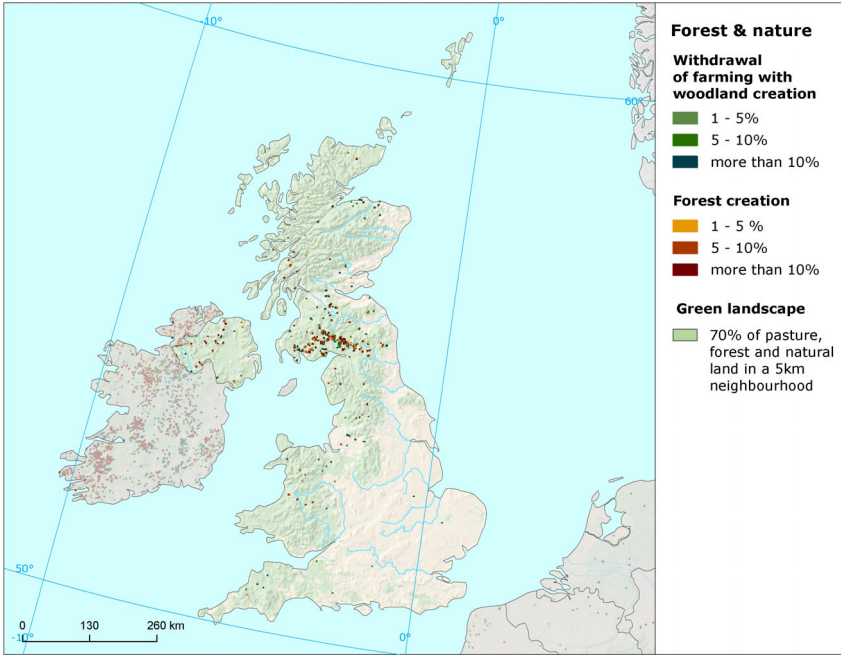 -10°
0°
60°
50°
-10°
0°
0 130 260 km
Forest & nature
Withdrawal
of farming with
woodland creation
1 - 5%
5 - 10%
more than 10%
Forest creation
1 - 5 %
5 - 10%
more than 10%
Green landscape
70% of pasture,
forest and natural
land in a 5km
neighbourhood